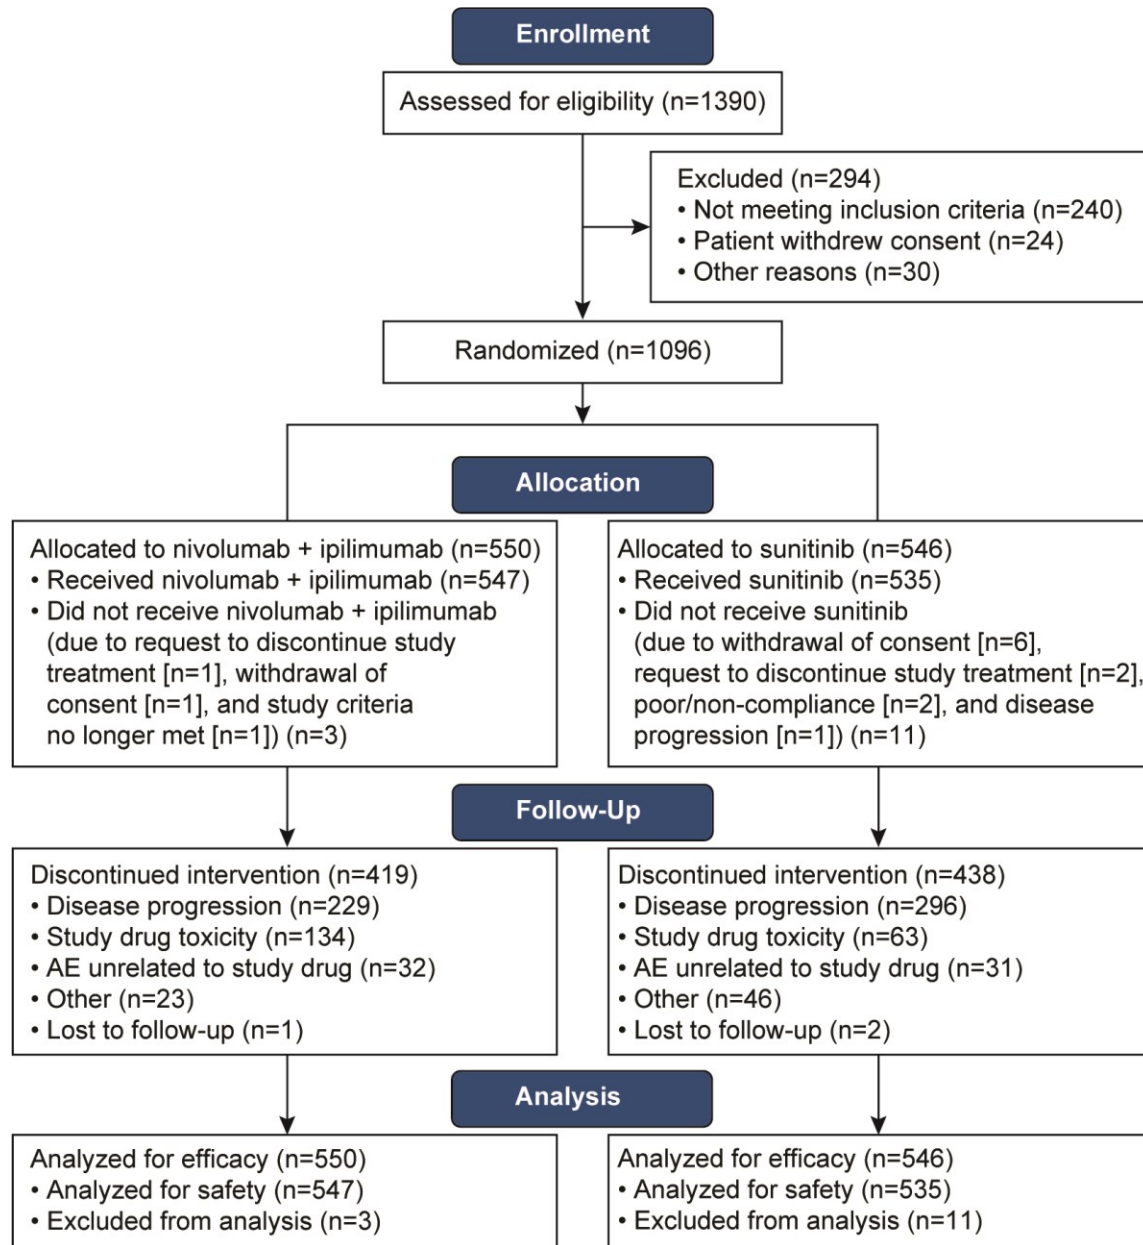 Enrollment
Assessed for eligibility (n=1390)
Excluded (n=294)
• Not meeting inclusion criteria (n=240)
• Patient withdrew consent (n=24)
• Other reasons (n=30)
Randomized (n=1096)
Allocation
Allocated to nivolumab + ipilimumab (n=550)
• Received nivolumab + ipilimumab (n=547)
• Did not receive nivolumab + ipilimumab
(due to request to discontinue study
treatment [n=1], withdrawal of
consent [n=1], and study criteria
no longer met [n=1]) (n=3)
Allocated to sunitinib (n=546)
• Received sunitinib (n=535)
• Did not receive sunitinib
(due to withdrawal of consent [n=6],
request to discontinue study treatment [n=2],
poor/non-compliance [n=2], and disease
progression [n=1]) (n=11)
Follow-Up
Discontinued intervention (n=419)
• Disease progression (n=229)
• Study drug toxicity (n=134)
• AE unrelated to study drug (n=32)
• Other (n=23)
• Lost to follow-up (n=1)
Discontinued intervention (n=438)
• Disease progression (n=296)
• Study drug toxicity (n=63)
• AE unrelated to study drug (n=31)
• Other (n=46)
• Lost to follow-up (n=2)
Analysis
Analyzed for efficacy (n=550)
• Analyzed for safety (n=547)
• Excluded from analysis (n=3)
Analyzed for efficacy (n=546)
• Analyzed for safety (n=535)
• Excluded from analysis (n=11)